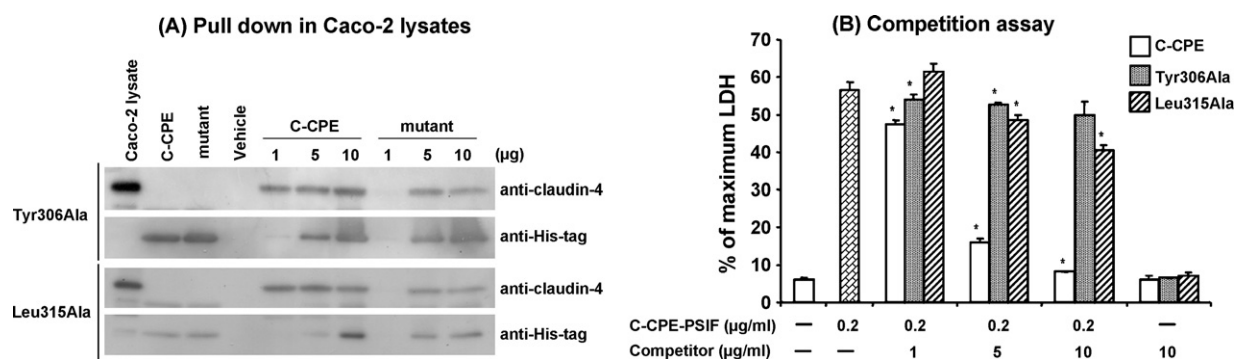 (A) Pull down in Caco-2 lysates
Caco-2 lysate
C-CPE
mutant
Vehicle
C-CPE
mutant
1 5 10 1 5 10 (µg)
Tyr306Ala
anti-claudin-4
anti-His-tag
Leu315Ala
anti-claudin-4
anti-His-tag
(B) Competition assay
C-CPE
Tyr306Ala
Leu315Ala
% of maximum LDH
70
60
50
40
30
20
10
0
* * * * * * *
C-CPE-PSIF (µg/ml) — 0.2 0.2 0.2 0.2 —
Competitor (µg/ml) — — 1 5 10 10